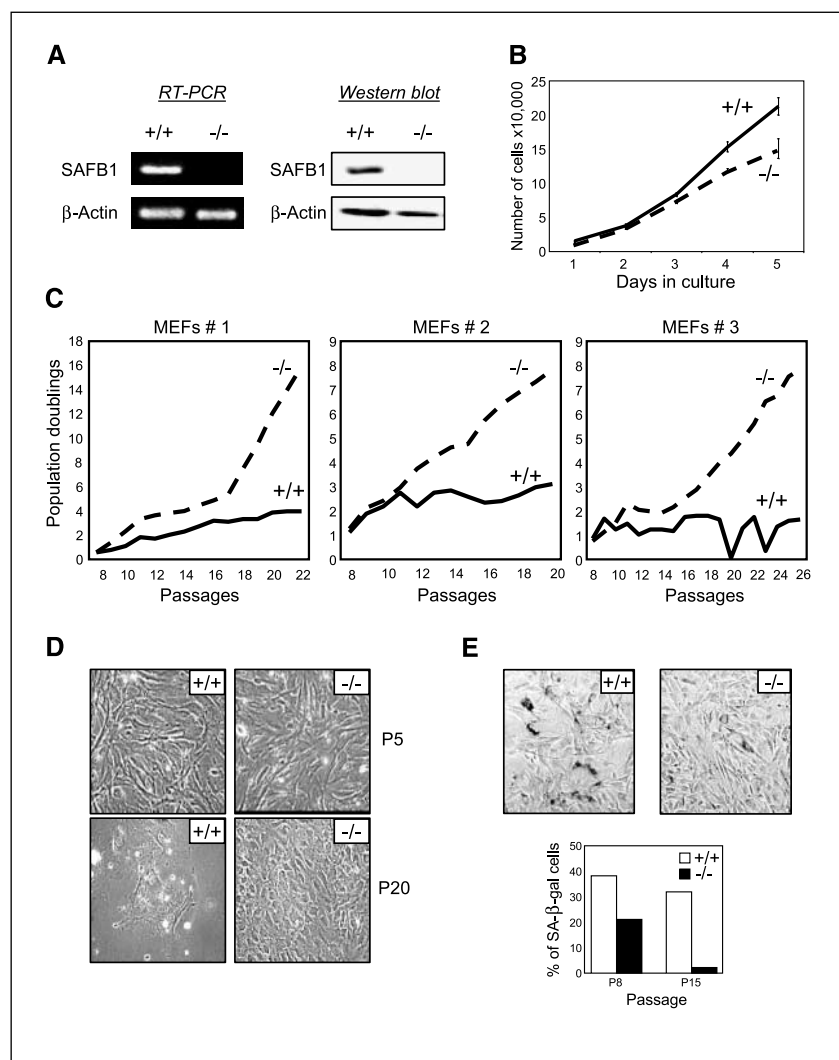 A
RT-PCR
Western blot
+/+ -/- +/+ -/-
SAFB1
SAFB1
β-Actin
β-Actin
B
Number of cells x10,000
25
20
15
10
5
0
+/+
-/-
1 2 3 4 5
Days in culture
C
MEFs # 1
Population doublings
18
16
14
12
10
8
6
4
2
0
-/-
+/+
8 10 12 14 16 18 20 22
Passages
MEFs # 2
9
8
7
6
5
4
3
2
1
0
-/-
+/+
8 10 12 14 16 18 20
Passages
MEFs # 3
9
8
7
6
5
4
3
2
1
0
-/-
+/+
8 10 12 14 16 18 20 22 24 26
Passages
D
+/+
-/-
P5
+/+
-/-
P20
E
+/+
-/-
% of SA-β-gal cells
50
40
30
20
10
0
+/+
-/-
P8 P15
Passage